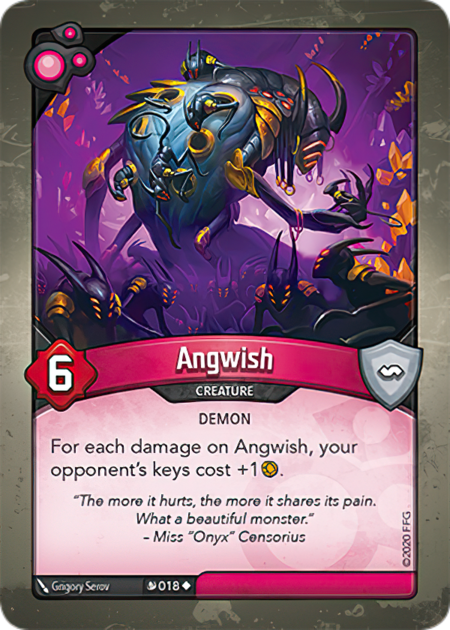 Angwish
6
CREATURE
DEMON
For each damage on Angwish, your
opponent's keys cost +1.
"The more it hurts, the more it shares its pain.
What a beautiful monster."
– Miss "Onyx" Censorius
©2020 FFG
Grigory Serov
018